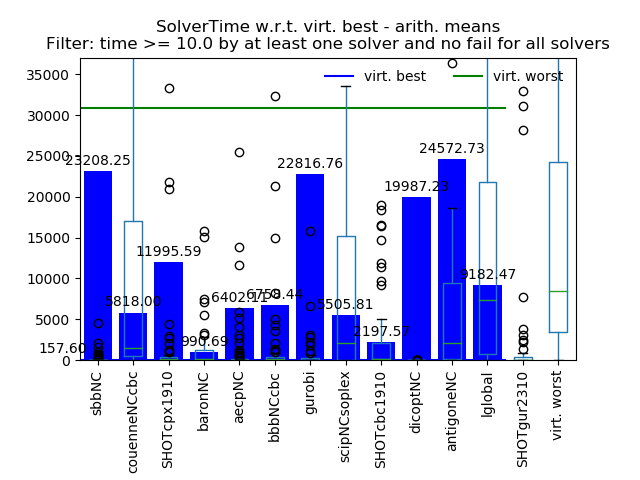 SolverTime w.r.t. virt. best - arith. means
Filter: time >= 10.0 by at least one solver and no fail for all solvers
virt. best
virt. worst
35000
30000
25000
20000
15000
10000
5000
0
157.60
23208.25
5818.00
11995.59
990.69
6402.11
6758.44
22816.76
5505.81
2197.57
19987.23
24572.73
9182.47
sbbNC
couenneNCcbc
SHOTcpx1910
baronNC
aecpNC
bbbNCcbc
gurobi
scipNCsoplex
SHOTcbc1910
dicoptNC
antigoneNC
lglobal
SHOTgur2310
virt. worst